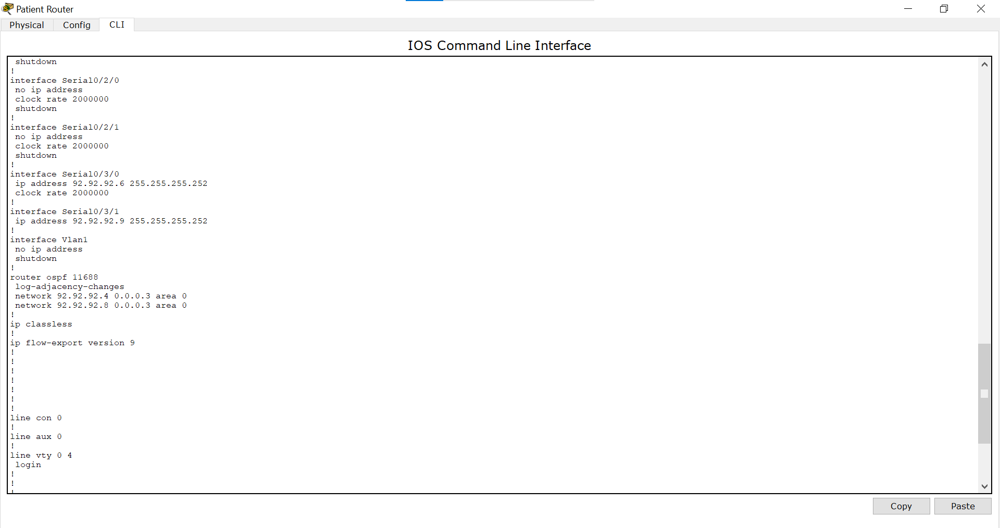 Patient Router
Physical
Config
CLI
IOS Command Line Interface
 shutdown
!
interface Serial0/2/0
 no ip address
 clock rate 2000000
 shutdown
!
interface Serial0/2/1
 no ip address
 clock rate 2000000
 shutdown
!
interface Serial0/3/0
 ip address 92.92.92.6 255.255.255.252
 clock rate 2000000
!
interface Serial0/3/1
 ip address 92.92.92.9 255.255.255.252
!
interface Vlan1
 no ip address
 shutdown
!
router ospf 11688
 log-adjacency-changes
 network 92.92.92.4 0.0.0.3 area 0
 network 92.92.92.8 0.0.0.3 area 0
!
ip classless
!
ip flow-export version 9
!
!
!
!
!
!
!
line con 0
!
line aux 0
!
line vty 0 4
 login
!
!
!
Copy
Paste